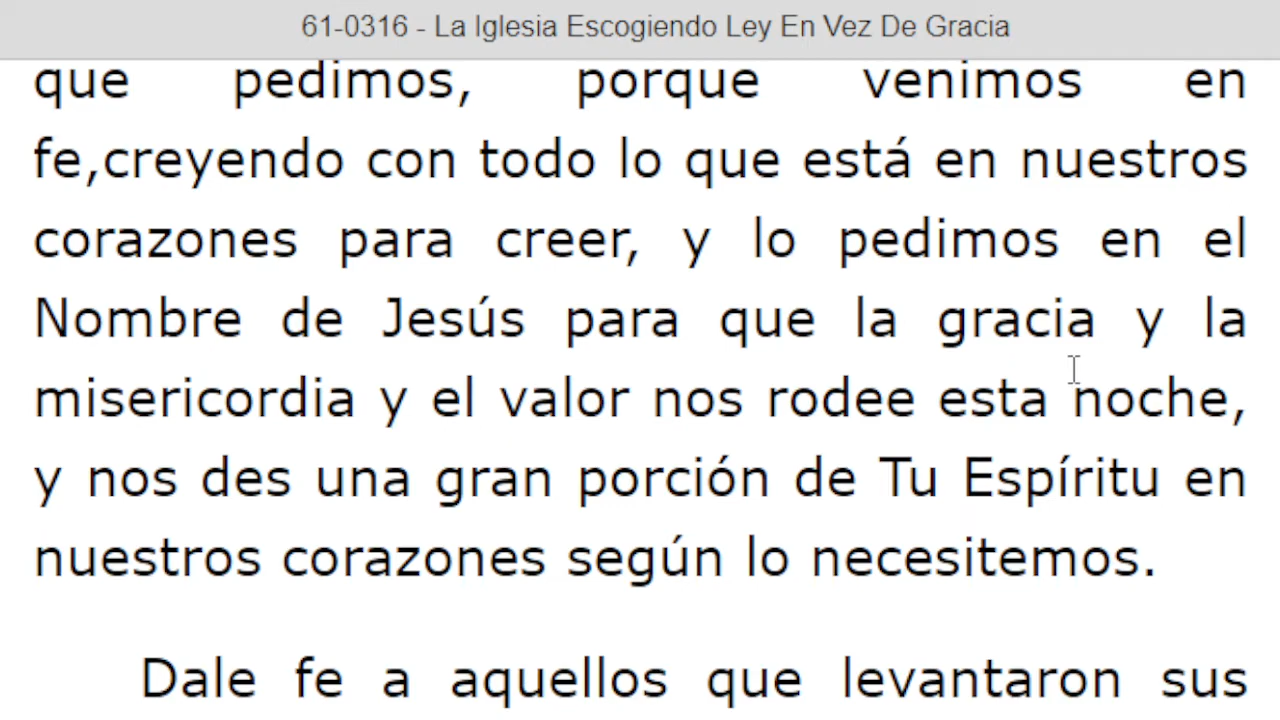 61-0316 - La Iglesia Escogiendo Ley En Vez De Gracia
que pedimos, porque venimos en
fe,creyendo con todo lo que está en nuestros
corazones para creer, y lo pedimos en el
Nombre de Jesús para que la gracia y la
misericordia y el valor nos rodee esta noche,
y nos des una gran porción de Tu Espíritu en
nuestros corazones según lo necesitemos.
Dale fe a aquellos que levantaron sus